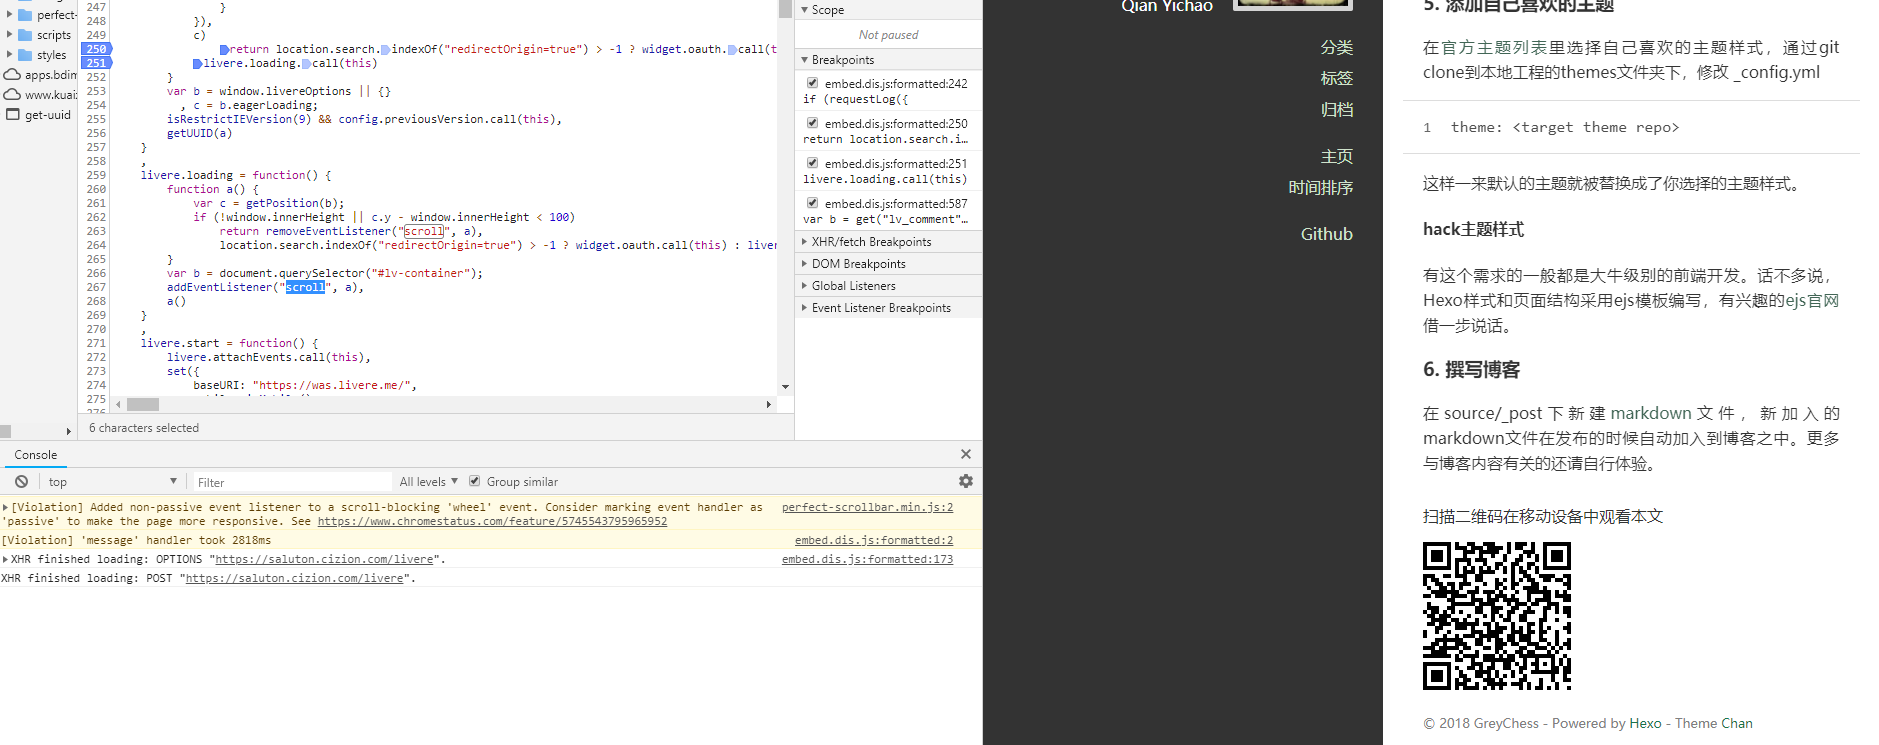 perfect-
scripts
styles
apps.bdim
www.kuai:
get-uuid
247 }
248 }),
249 c)
250 return location.search.indexOf("redirectOrigin=true") > -1 ? widget.oauth.call(t
251 livere.loading.call(this)
252 }
253 var b = window.livereOptions || {}
254 , c = b.eagerLoading;
255 isRestrictIEVersion(9) && config.previousVersion.call(this),
256 getUUID(a)
257 }
258 ,
259 livere.loading = function() {
260 function a() {
261 var c = getPosition(b);
262 if (!window.innerHeight || c.y - window.innerHeight < 100)
263 return removeEventListener("scroll", a),
264 location.search.indexOf("redirectOrigin=true") > -1 ? widget.oauth.call(this) : liver
265 }
266 var b = document.querySelector("#lv-container");
267 addEventListener("scroll", a),
268 a()
269 }
270 ,
271 livere.start = function() {
272 livere.attachEvents.call(this),
273 set({
274 baseURI: "https://was.livere.me/",
275
276
6 characters selected
Scope
Not paused
Breakpoints
embed.dis.js:formatted:242
if (requestLog({
embed.dis.js:formatted:250
return location.search.i…
embed.dis.js:formatted:251
livere.loading.call(this)
embed.dis.js:formatted:587
var b = get("lv_comment"…
XHR/fetch Breakpoints
DOM Breakpoints
Global Listeners
Event Listener Breakpoints
Console
top
Filter
All levels
Group similar
[Violation] Added non-passive event listener to a scroll-blocking 'wheel' event. Consider marking event handler as perfect-scrollbar.min.js:2
'passive' to make the page more responsive. See https://www.chromestatus.com/feature/5745543795965952
[Violation] 'message' handler took 2818ms embed.dis.js:formatted:2
XHR finished loading: OPTIONS "https://saluton.cizion.com/livere". embed.dis.js:formatted:173
XHR finished loading: POST "https://saluton.cizion.com/livere".
Qian Yichao
分类
标签
归档
主页
时间排序
Github
5. 添加自己喜欢的主题
在官方主题列表里选择自己喜欢的主题样式，通过git
clone到本地工程的themes文件夹下，修改 _config.yml
1 theme: <target theme repo>
这样一来默认的主题就被替换成了你选择的主题样式。
hack主题样式
有这个需求的一般都是大牛级别的前端开发。话不多说，
Hexo样式和页面结构采用ejs模板编写，有兴趣的ejs官网
借一步说话。
6. 撰写博客
在 source/_post 下新建 markdown 文件，新加入的
markdown文件在发布的时候自动加入到博客之中。更多
与博客内容有关的还请自行体验。
扫描二维码在移动设备中观看本文
© 2018 GreyChess - Powered by Hexo - Theme Chan